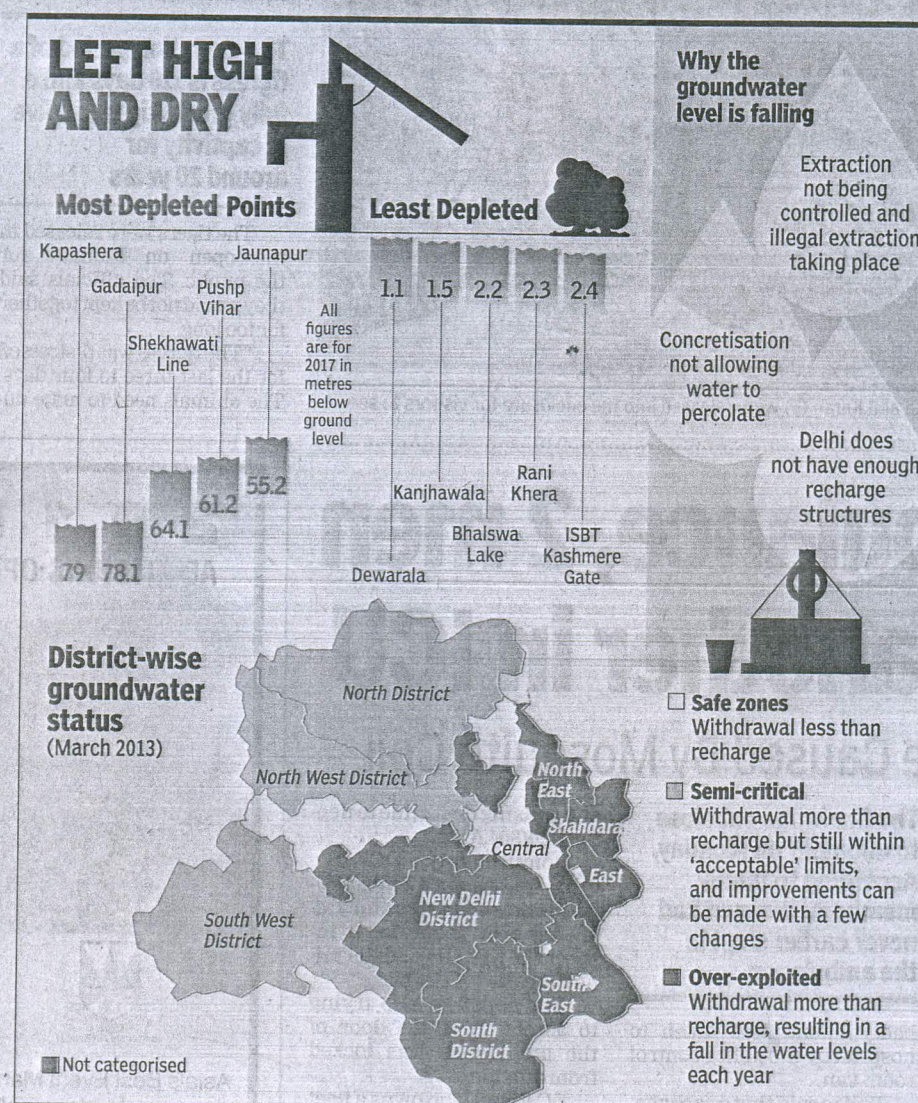 LEFT HIGH
AND DRY
Most Depleted Points
Kapashera
Gadaipur
Shekhawati
Line
Pushp
Vihar
Jaunapur
79
78.1
64.1
61.2
55.2
All
figures
are for
2017 in
metres
below
ground
level
Least Depleted
1.1
1.5
2.2
2.3
2.4
Dewarala
Kanjhawala
Bhalswa
Lake
Rani
Khera
ISBT
Kashmere
Gate
Why the
groundwater
level is falling
Extraction
not being
controlled and
illegal extraction
taking place
Concretisation
not allowing
water to
percolate
Delhi does
not have enough
recharge
structures
District-wise
groundwater
status
(March 2013)
North District
North West District
North
East
Shahdara
Central
East
New Delhi
District
South West
District
South
East
South
District
Not categorised
Safe zones
Withdrawal less than
recharge
Semi-critical
Withdrawal more than
recharge but still within
‘acceptable’ limits,
and improvements can
be made with a few
changes
Over-exploited
Withdrawal more than
recharge, resulting in a
fall in the water levels
each year